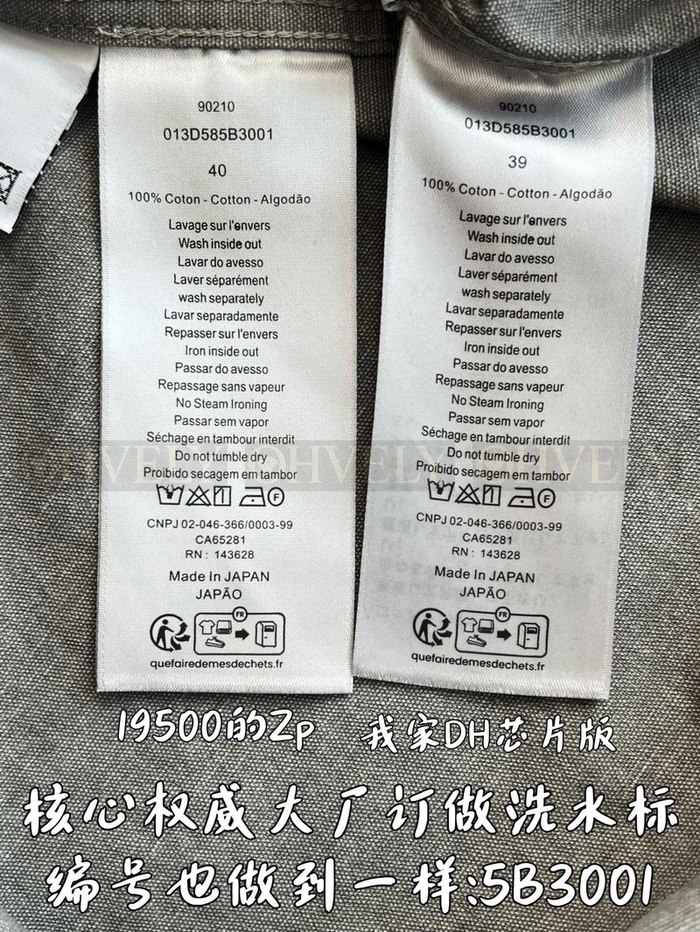 90210
013D585B3001
40
100% Coton - Cotton - Algodão
Lavage sur l'envers
Wash inside out
Lavar do avesso
Laver séparément
wash separately
Lavar separadamente
Repasser sur l'envers
Iron inside out
Passar do avesso
Repassage sans vapeur
No Steam Ironing
Passar sem vapor
Séchage en tambour interdit
Do not tumble dry
Proibido secagem em tambor
F
CNPJ 02-046-366/0003-99
CA65281
RN : 143628
Made In JAPAN
JAPÃO
FR
quefairedemesdechets.fr
90210
013D585B3001
39
100% Coton - Cotton - Algodão
Lavage sur l'envers
Wash inside out
Lavar do avesso
Laver séparément
wash separately
Lavar separadamente
Repasser sur l'envers
Iron inside out
Passar do avesso
Repassage sans vapeur
No Steam Ironing
Passar sem vapor
Séchage en tambour interdit
Do not tumble dry
Proibido secagem em tambor
F
CNPJ 02-046-366/0003-99
CA65281
RN : 143628
Made In JAPAN
JAPÃO
FR
quefairedemesdechets.fr
19500的Zp 我家DH芯片版
核心权威大厂订做洗水标
编号也做到一样:5B3001